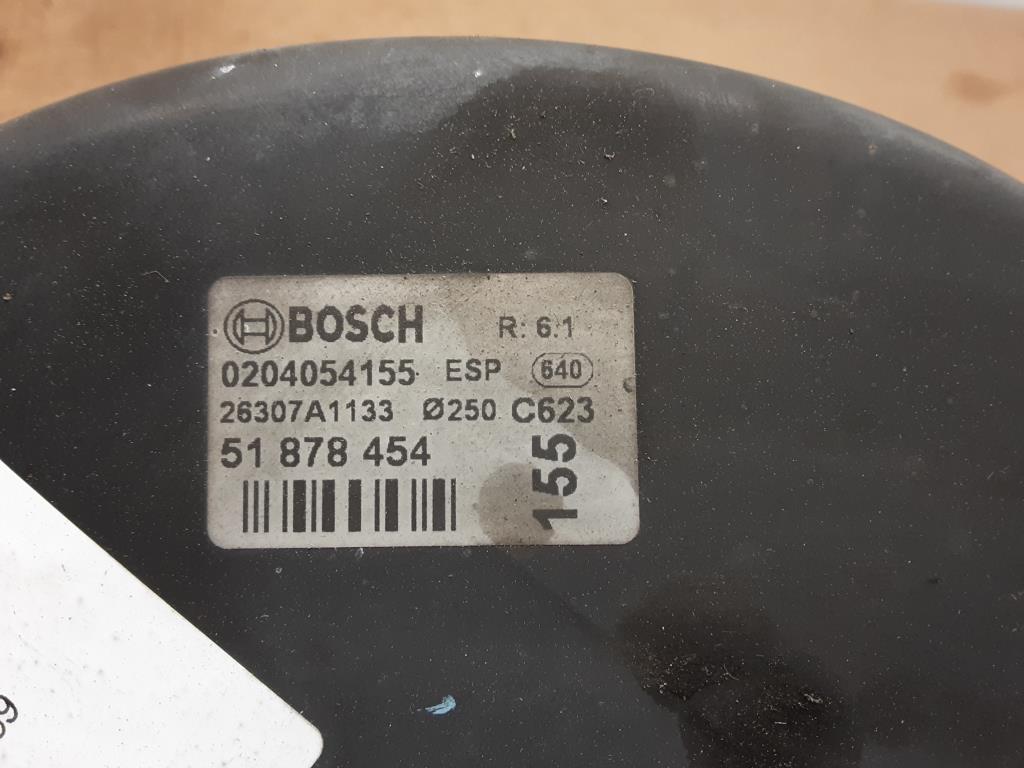 BOSCH R: 6.1
0204054155 ESP 640
26307A1133 Ø250 C623
51 878 454
155